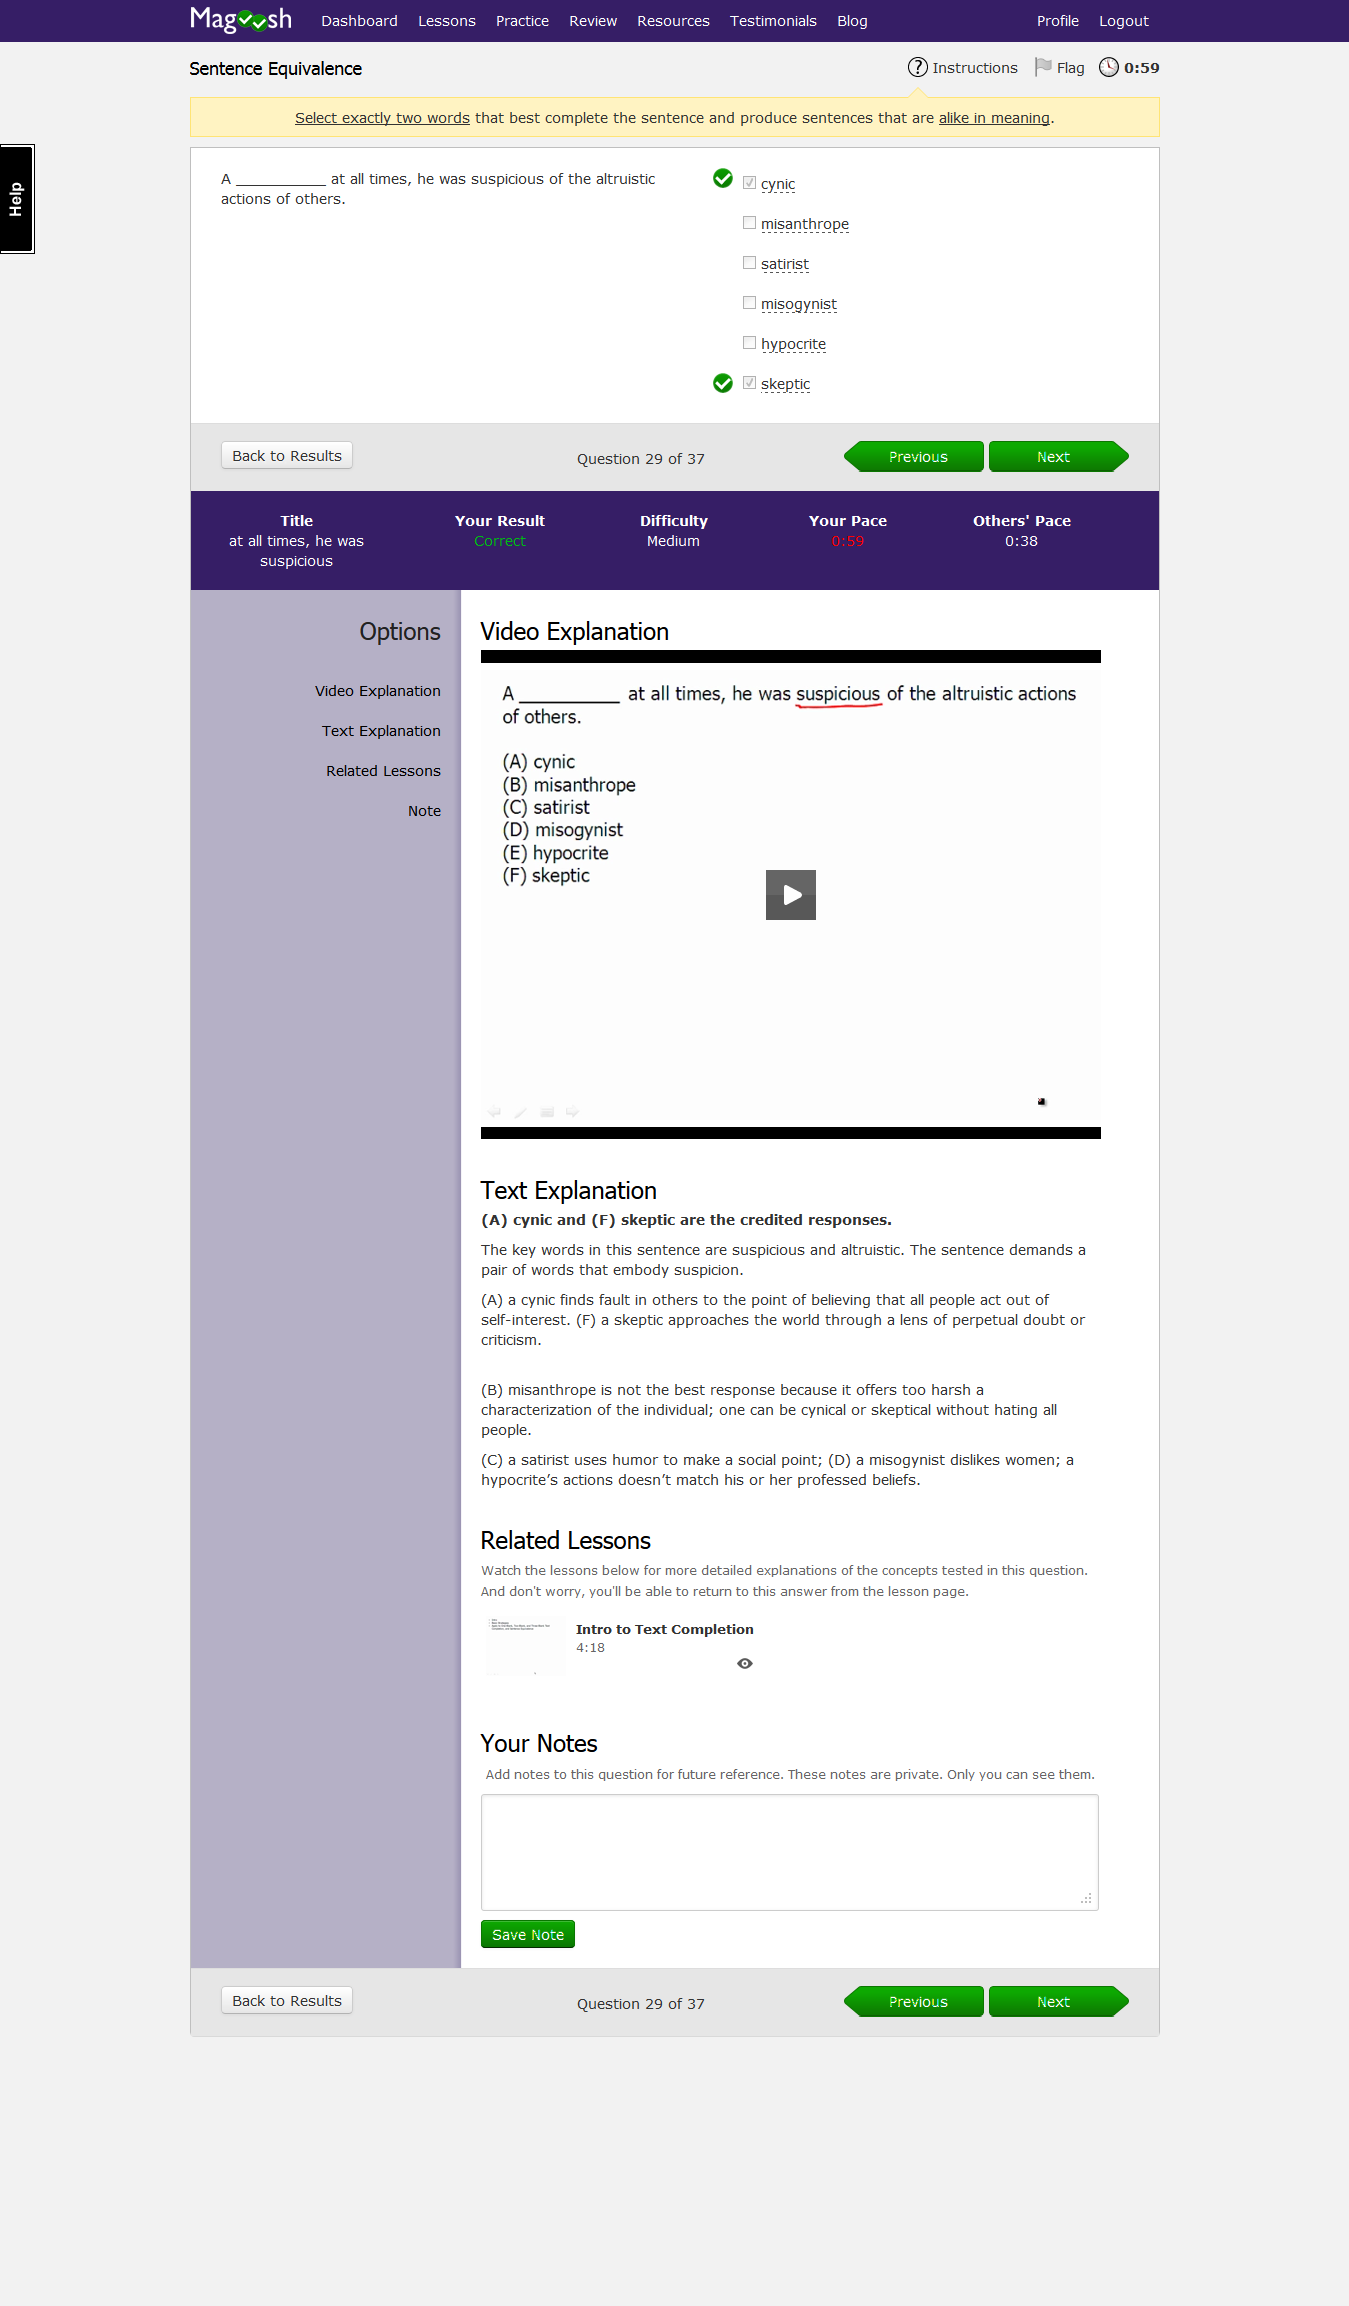 Magoosh
Dashboard Lessons Practice Review Resources Testimonials Blog Profile Logout
Sentence Equivalence
? Instructions Flag 0:59
Select exactly two words that best complete the sentence and produce sentences that are alike in meaning.
Help
A ____________ at all times, he was suspicious of the altruistic
actions of others.
cynic
misanthrope
satirist
misogynist
hypocrite
skeptic
Back to Results Question 29 of 37 Previous Next
Title Your Result Difficulty Your Pace Others' Pace
at all times, he was Correct Medium 0:59 0:38
suspicious
Options
Video Explanation
Text Explanation
Related Lessons
Note
Video Explanation
A __________ at all times, he was suspicious of the altruistic actions
of others.
(A) cynic
(B) misanthrope
(C) satirist
(D) misogynist
(E) hypocrite
(F) skeptic
Text Explanation
(A) cynic and (F) skeptic are the credited responses.
The key words in this sentence are suspicious and altruistic. The sentence demands a
pair of words that embody suspicion.
(A) a cynic finds fault in others to the point of believing that all people act out of
self-interest. (F) a skeptic approaches the world through a lens of perpetual doubt or
criticism.
(B) misanthrope is not the best response because it offers too harsh a
characterization of the individual; one can be cynical or skeptical without hating all
people.
(C) a satirist uses humor to make a social point; (D) a misogynist dislikes women; a
hypocrite’s actions doesn’t match his or her professed beliefs.
Related Lessons
Watch the lessons below for more detailed explanations of the concepts tested in this question.
And don't worry, you'll be able to return to this answer from the lesson page.
Intro to Text Completion
4:18
Your Notes
Add notes to this question for future reference. These notes are private. Only you can see them.
Save Note
Back to Results Question 29 of 37 Previous Next